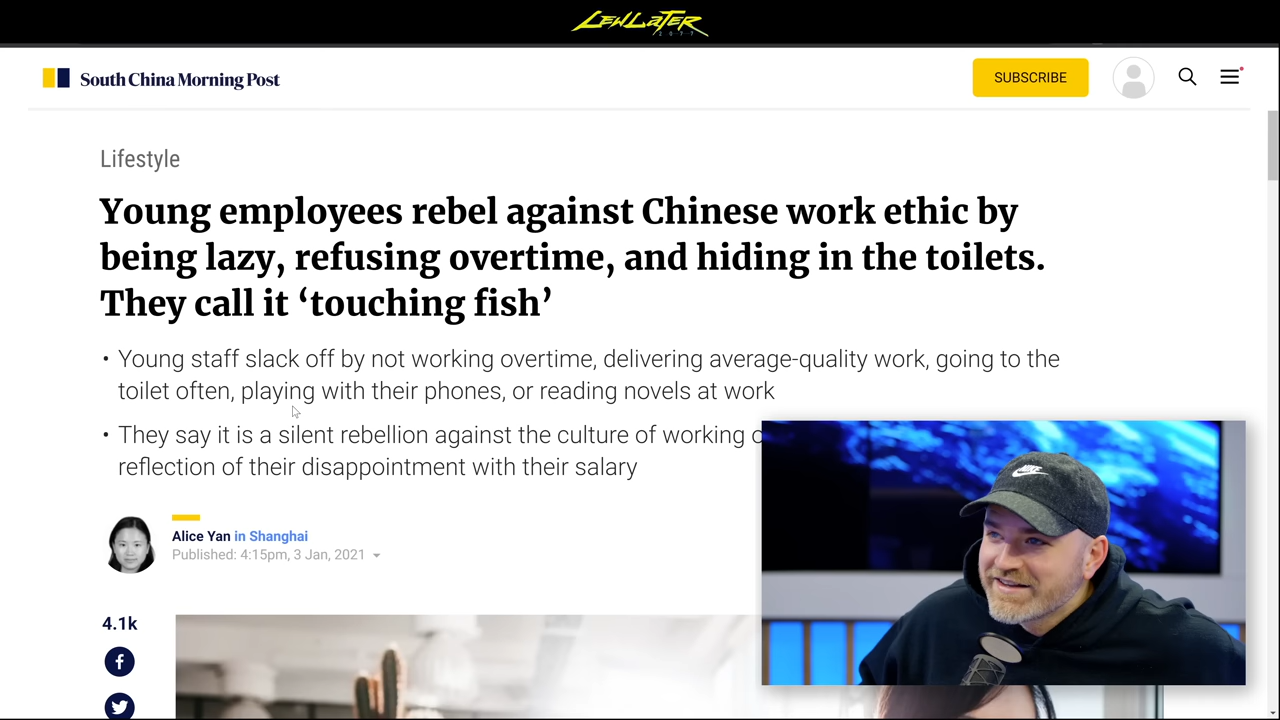 LEWLATER
2077
South China Morning Post
SUBSCRIBE
Lifestyle
Young employees rebel against Chinese work ethic by
being lazy, refusing overtime, and hiding in the toilets.
They call it ‘touching fish’
• Young staff slack off by not working overtime, delivering average-quality work, going to the
toilet often, playing with their phones, or reading novels at work
• They say it is a silent rebellion against the culture of working
reflection of their disappointment with their salary
Alice Yan in Shanghai
Published: 4:15pm, 3 Jan, 2021
4.1k
NIKE